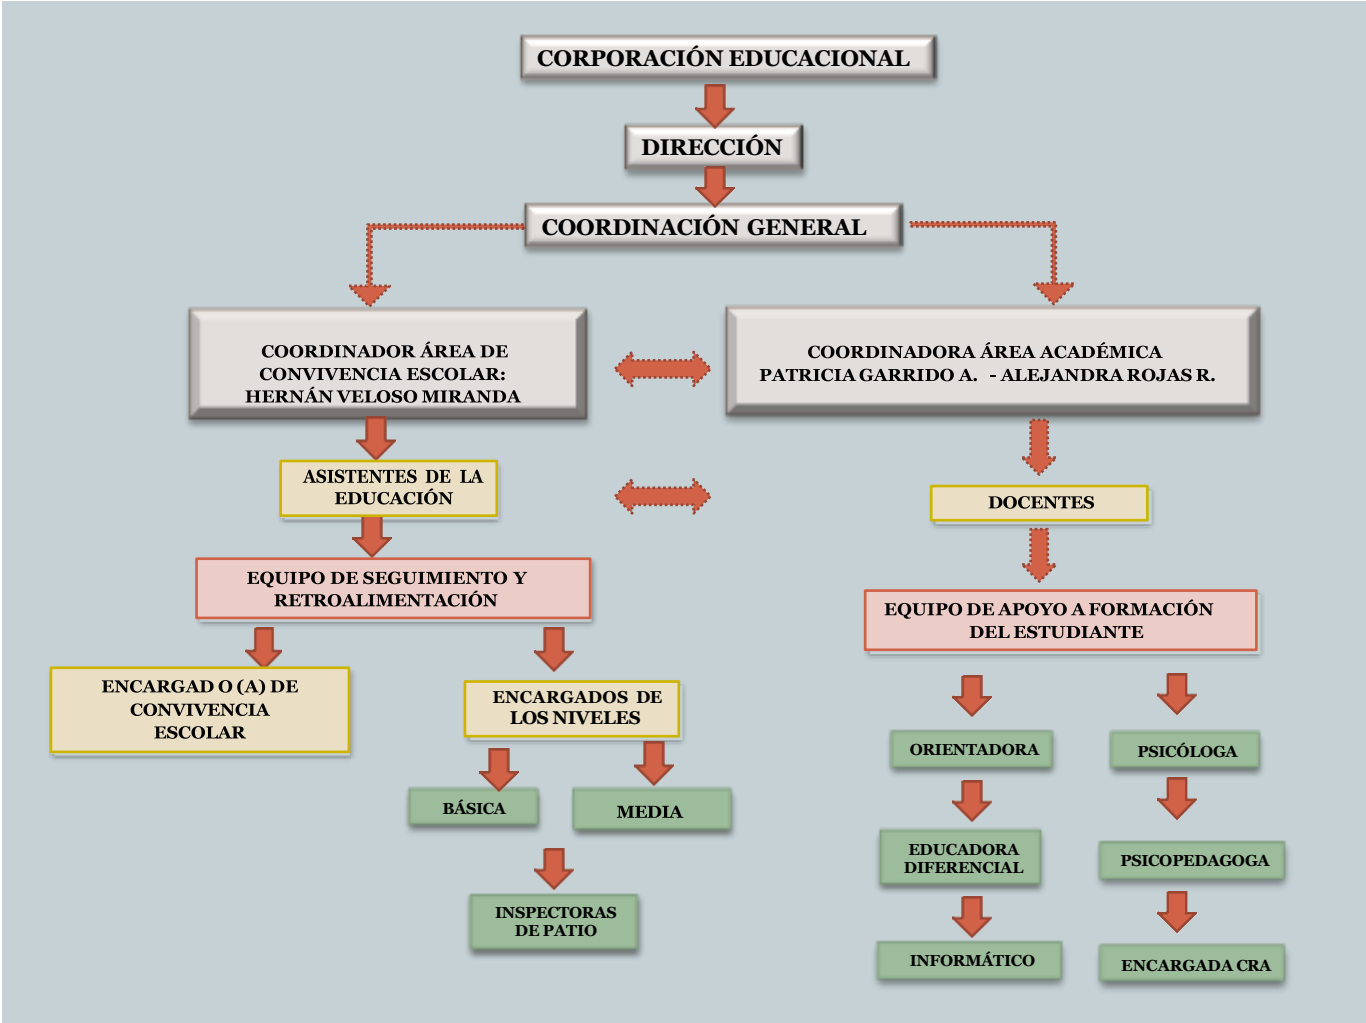 CORPORACIÓN EDUCACIONAL
DIRECCIÓN
COORDINACIÓN GENERAL
COORDINADOR ÁREA DE
CONVIVENCIA ESCOLAR:
HERNÁN VELOSO MIRANDA
COORDINADORA ÁREA ACADÉMICA
PATRICIA GARRIDO A. - ALEJANDRA ROJAS R.
ASISTENTES DE LA
EDUCACIÓN
DOCENTES
EQUIPO DE SEGUIMIENTO Y
RETROALIMENTACIÓN
EQUIPO DE APOYO A FORMACIÓN
DEL ESTUDIANTE
ENCARGAD O (A) DE
CONVIVENCIA
ESCOLAR
ENCARGADOS DE
LOS NIVELES
BÁSICA
MEDIA
INSPECTORAS
DE PATIO
ORIENTADORA
PSICÓLOGA
EDUCADORA
DIFERENCIAL
PSICOPEDAGOGA
INFORMÁTICO
ENCARGADA CRA